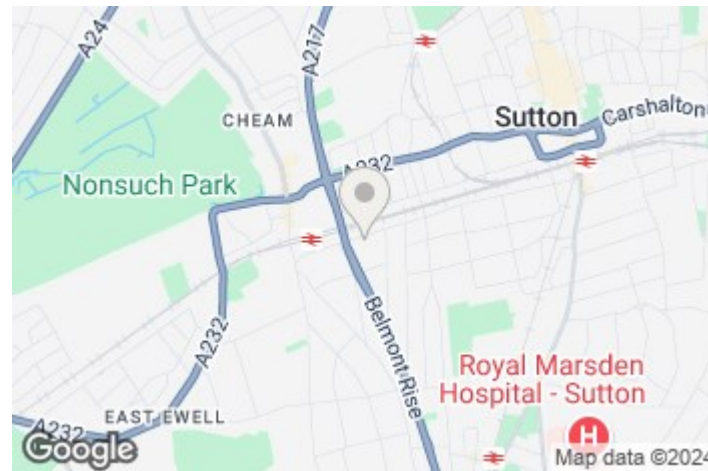 A24
A217
CHEAM
Sutton
Carshalton
A232
Nonsuch Park
A232
Belmont Rise
Royal Marsden
Hospital - Sutton
H
EAST EWELL
A232
Google
Map data ©2024